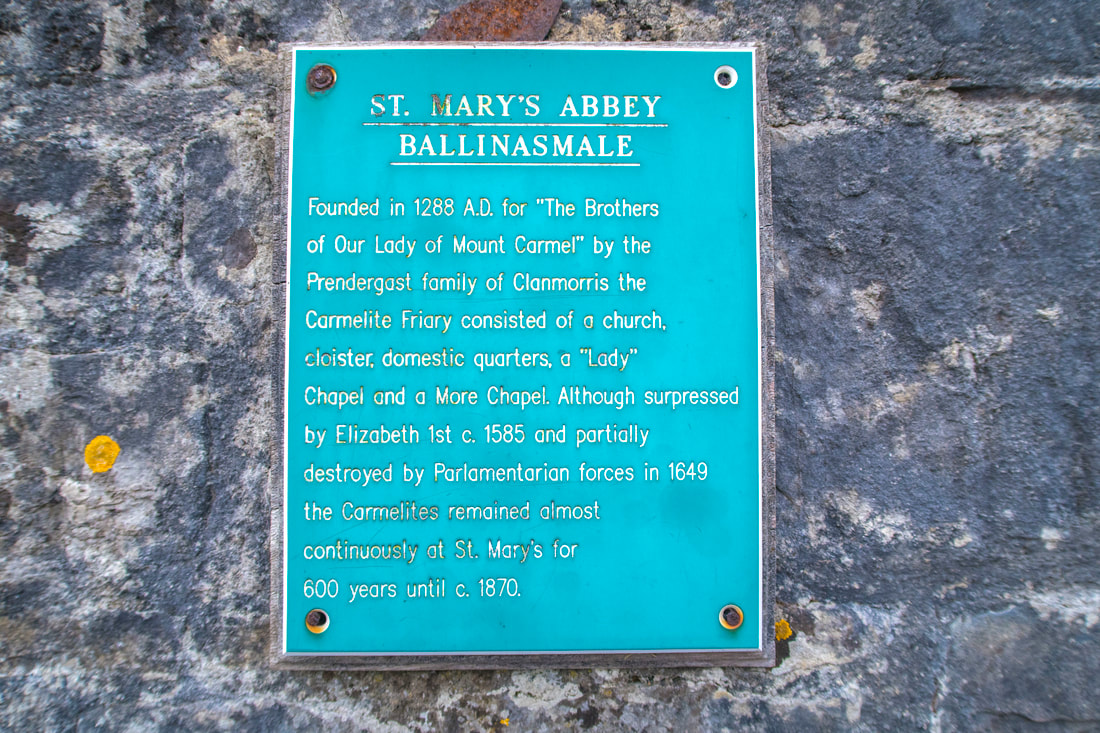 ST. MARY'S ABBEY
BALLINASMALE
Founded in 1288 A.D. for "The Brothers
of Our Lady of Mount Carmel" by the
Prendergast family of Clanmorris the
Carmelite Friary consisted of a church,
cloister, domestic quarters, a "Lady"
Chapel and a More Chapel. Although surpressed
by Elizabeth 1st c. 1585 and partially
destroyed by Parlamentarian forces in 1649
the Carmelites remained almost
continuously at St. Mary's for
600 years until c. 1870.